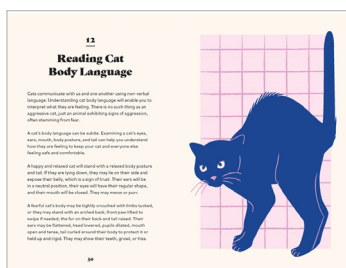 12
Reading Cat
Body Language
Cats communicate with us and one another using non-verbal
language. Understanding cat body language will enable you to
interpret what they are feeling. There is no such thing as an
aggressive cat, just an animal exhibiting signs of aggression,
often stemming from fear.
A cat's body language can be subtle. Examining a cat's eyes,
ears, mouth, body posture, and tail can help you understand
how they are feeling to keep your cat and everyone else
feeling safe and comfortable.
A happy and relaxed cat will stand with a relaxed body posture
and tail. If they are lying down, they may be on their side and
expose their belly, which is a sign of trust. Their ears will be
in a neutral position, their eyes will have their regular shape,
and their mouth will be closed. They may meow or purr.
A fearful cat's body may be tightly crouched with limbs tucked,
or they may stand with an arched back, front paw lifted to
swipe if needed, the fur on their back and tail raised. Their
ears may be flattened, head lowered, pupils dilated, mouth
open and tense, tail curled around their body to protect it or
held up and rigid. They may show their teeth, growl, or hiss.